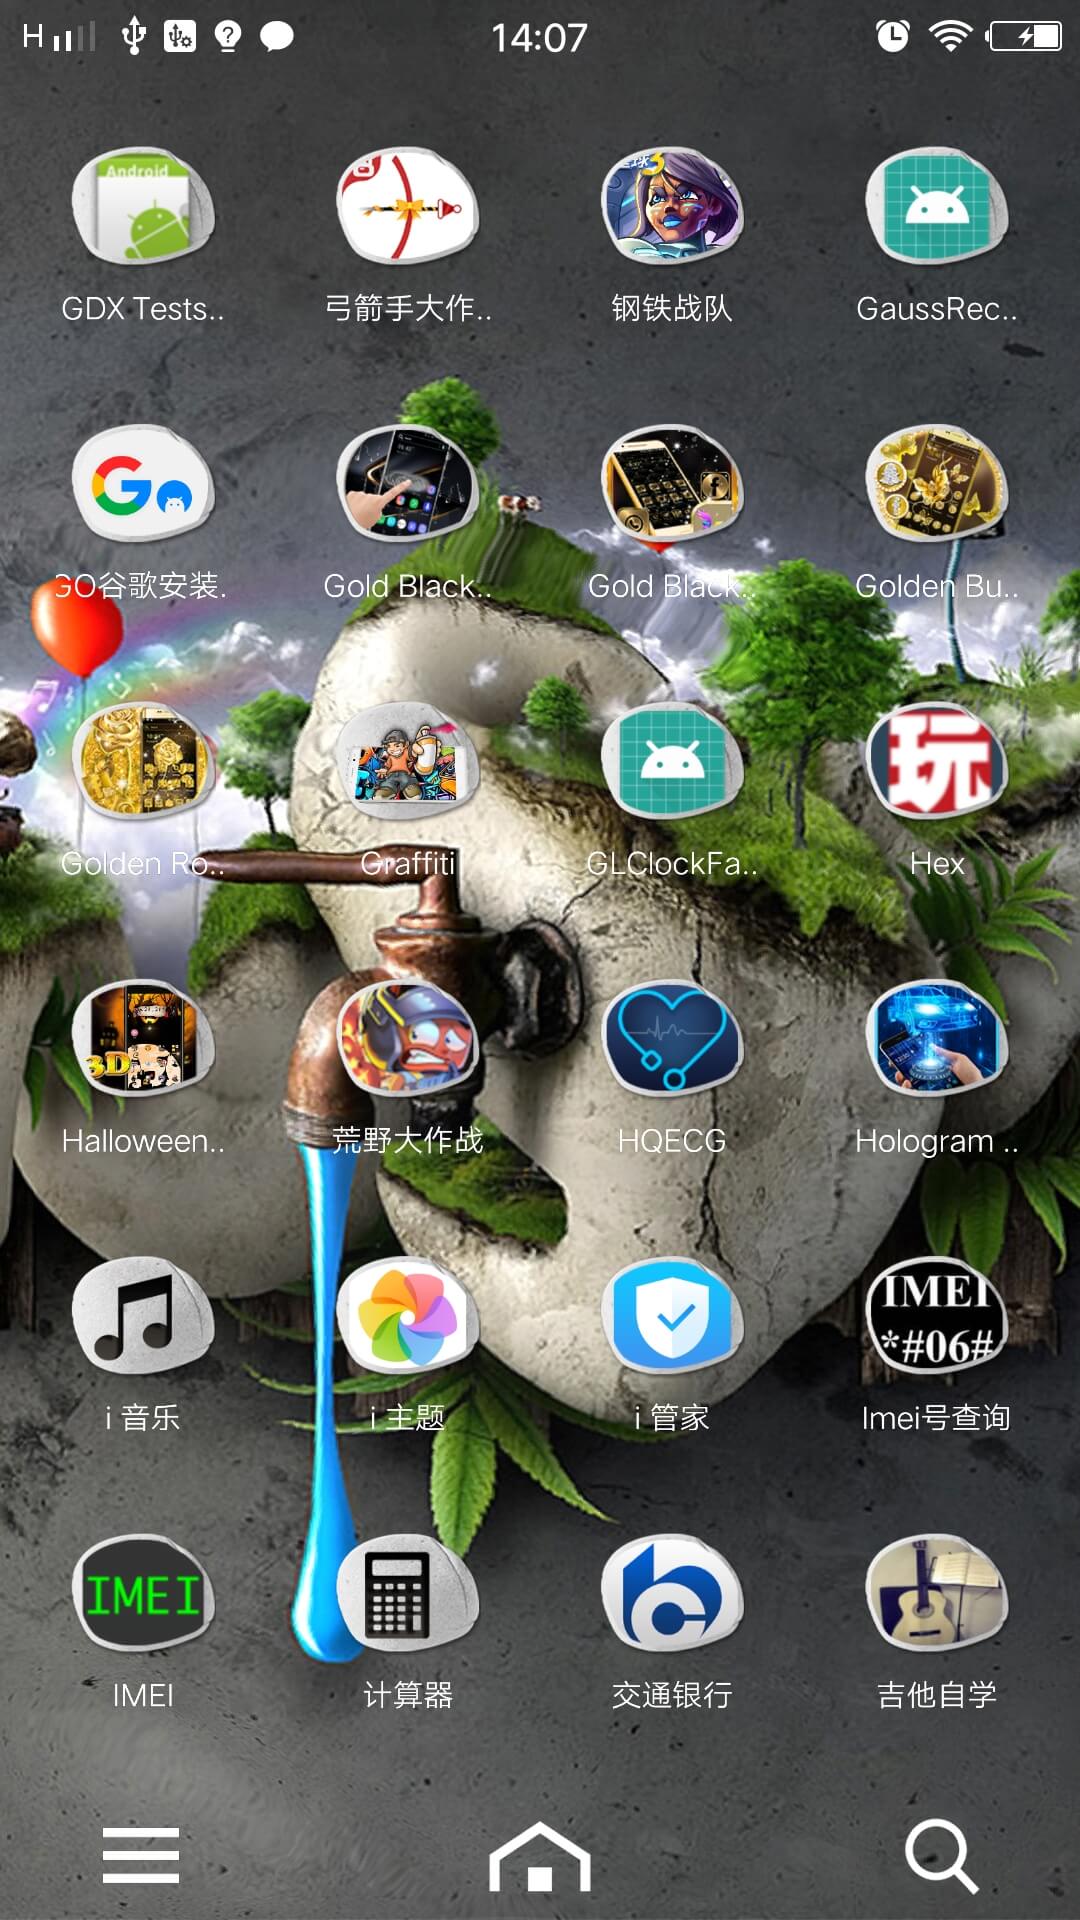 H 14:07
Android
GDX Tests.. 弓箭手大作.. 钢铁战队 GaussRec..
GO谷歌安装. Gold Black.. Gold Black.. Golden Bu..
玩
Golden Ro.. Graffiti GLClockFa.. Hex
3D
Halloween.. 荒野大作战 HQECG Hologram ..
IMEI
*#06#
i 音乐 i 主题 i 管家 Imei号查询
IMEI
IMEI 计算器 交通银行 吉他自学